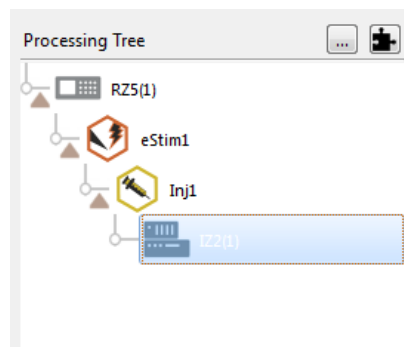 Processing Tree
...
RZ5(1)
eStim1
Inj1
IZ2(1)